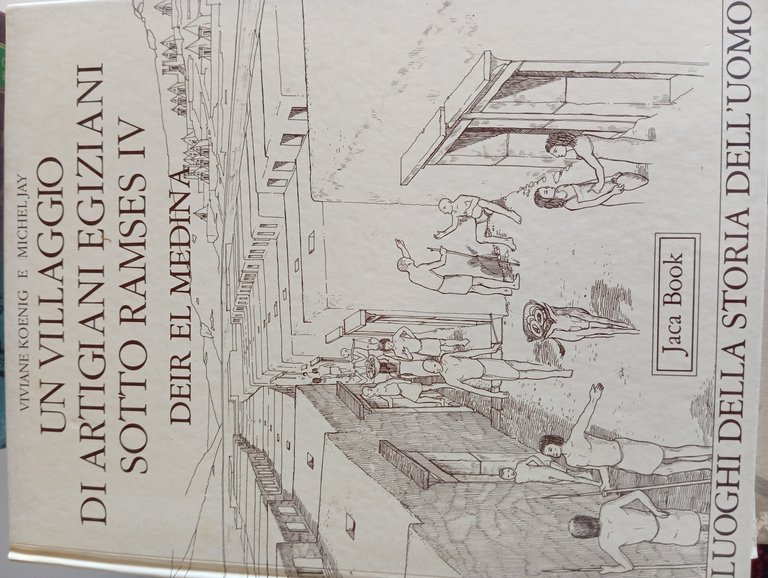 VIVIANE KOENIG E MICHEL JAY
UN VILLAGGIO
DI ARTIGIANI EGIZIANI
SOTTO RAMSES IV
DEIR EL MEDINA
Jaca Book
LUOGHI DELLA STORIA DELL'UOMO